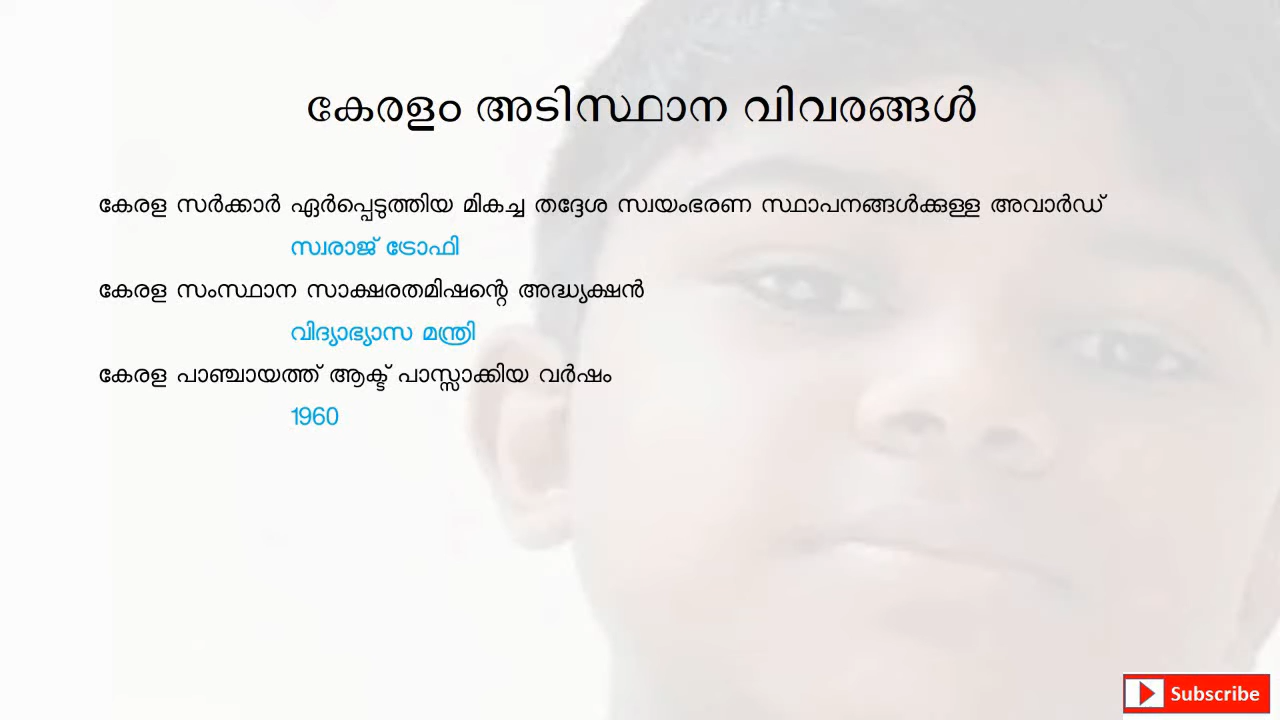 കേരളം അടിസ്ഥാന വിവരങ്ങൾ
കേരള സർക്കാർ ഏർപ്പെടുത്തിയ മികച്ച തദ്ദേശ സ്വയംഭരണ സ്ഥാപനങ്ങൾക്കുള്ള അവാർഡ്
സ്വരാജ് ട്രോഫി
കേരള സംസ്ഥാന സാക്ഷരതമിഷന്റെ അദ്ധ്യക്ഷൻ
വിദ്യാഭ്യാസ മന്ത്രി
കേരള പാഞ്ചായത്ത് ആക്ട് പാസ്സാക്കിയ വർഷം
1960
Subscribe